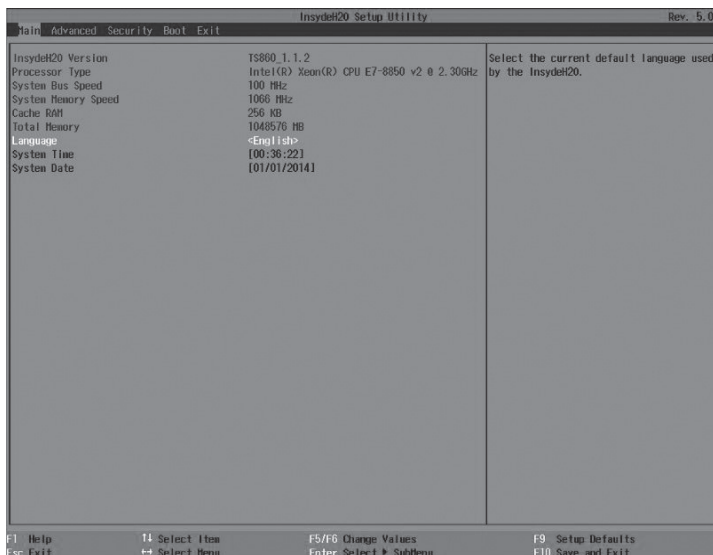 InsydeH2O Setup Utility Rev. 5.0
Main Advanced Security Boot Exit
InsydeH2O Version TS860_1.1.2
Processor Type Intel(R) Xeon(R) CPU E7-8850 v2 @ 2.30GHz
System Bus Speed 100 MHz
System Memory Speed 1066 MHz
Cache RAM 256 KB
Total Memory 1048576 MB
Language <English>
System Time [00:36:22]
System Date [01/01/2014]
Select the current default language used
by the InsydeH2O.
F1 Help ↑↓ Select Item F5/F6 Change Values F9 Setup Defaults
Esc Exit ↔ Select Menu Enter Select ▶ SubMenu F10 Save and Exit